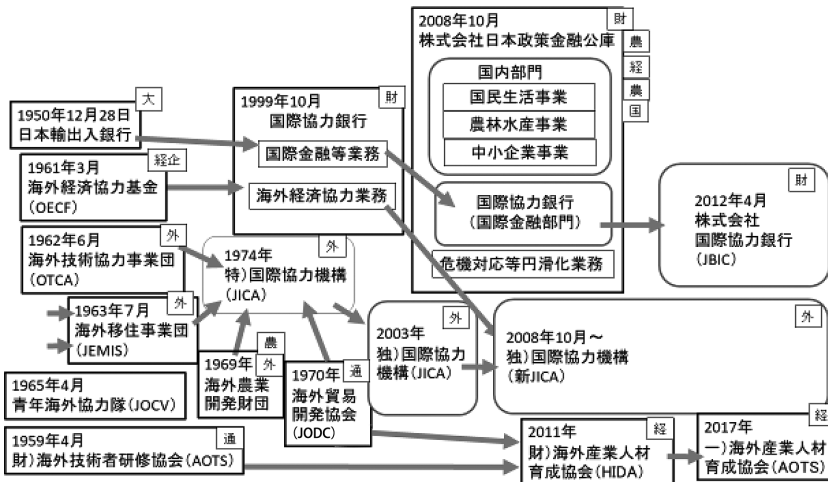 大
1950年12月28日
日本輸出入銀行
経企
1961年3月
海外経済協力基金
(OECF)
外
1962年6月
海外技術協力事業団
(OTCA)
外
1963年7月
海外移住事業団
(JEMIS)
1965年4月
青年海外協力隊(JOCV)
通
1959年4月
財)海外技術者研修協会(AOTS)
財
1999年10月
国際協力銀行
国際金融等業務
海外経済協力業務
外
1974年
特)国際協力機構
(JICA)
農
外
1969年
海外農業
開発財団
通
1970年
海外貿易
開発協会
(JODC)
財
農
経
農
国
2008年10月
株式会社日本政策金融公庫
国内部門
国民生活事業
農林水産事業
中小企業事業
国際協力銀行
(国際金融部門)
危機対応等円滑化業務
外
2003年
独)国際協力
機構(JICA)
財
2012年4月
株式会社
国際協力銀行
(JBIC)
外
2008年10月~
独)国際協力機構
(新JICA)
経
2011年
財)海外産業人材
育成協会(HIDA)
経
2017年
一)海外産業人材
育成協会(AOTS)